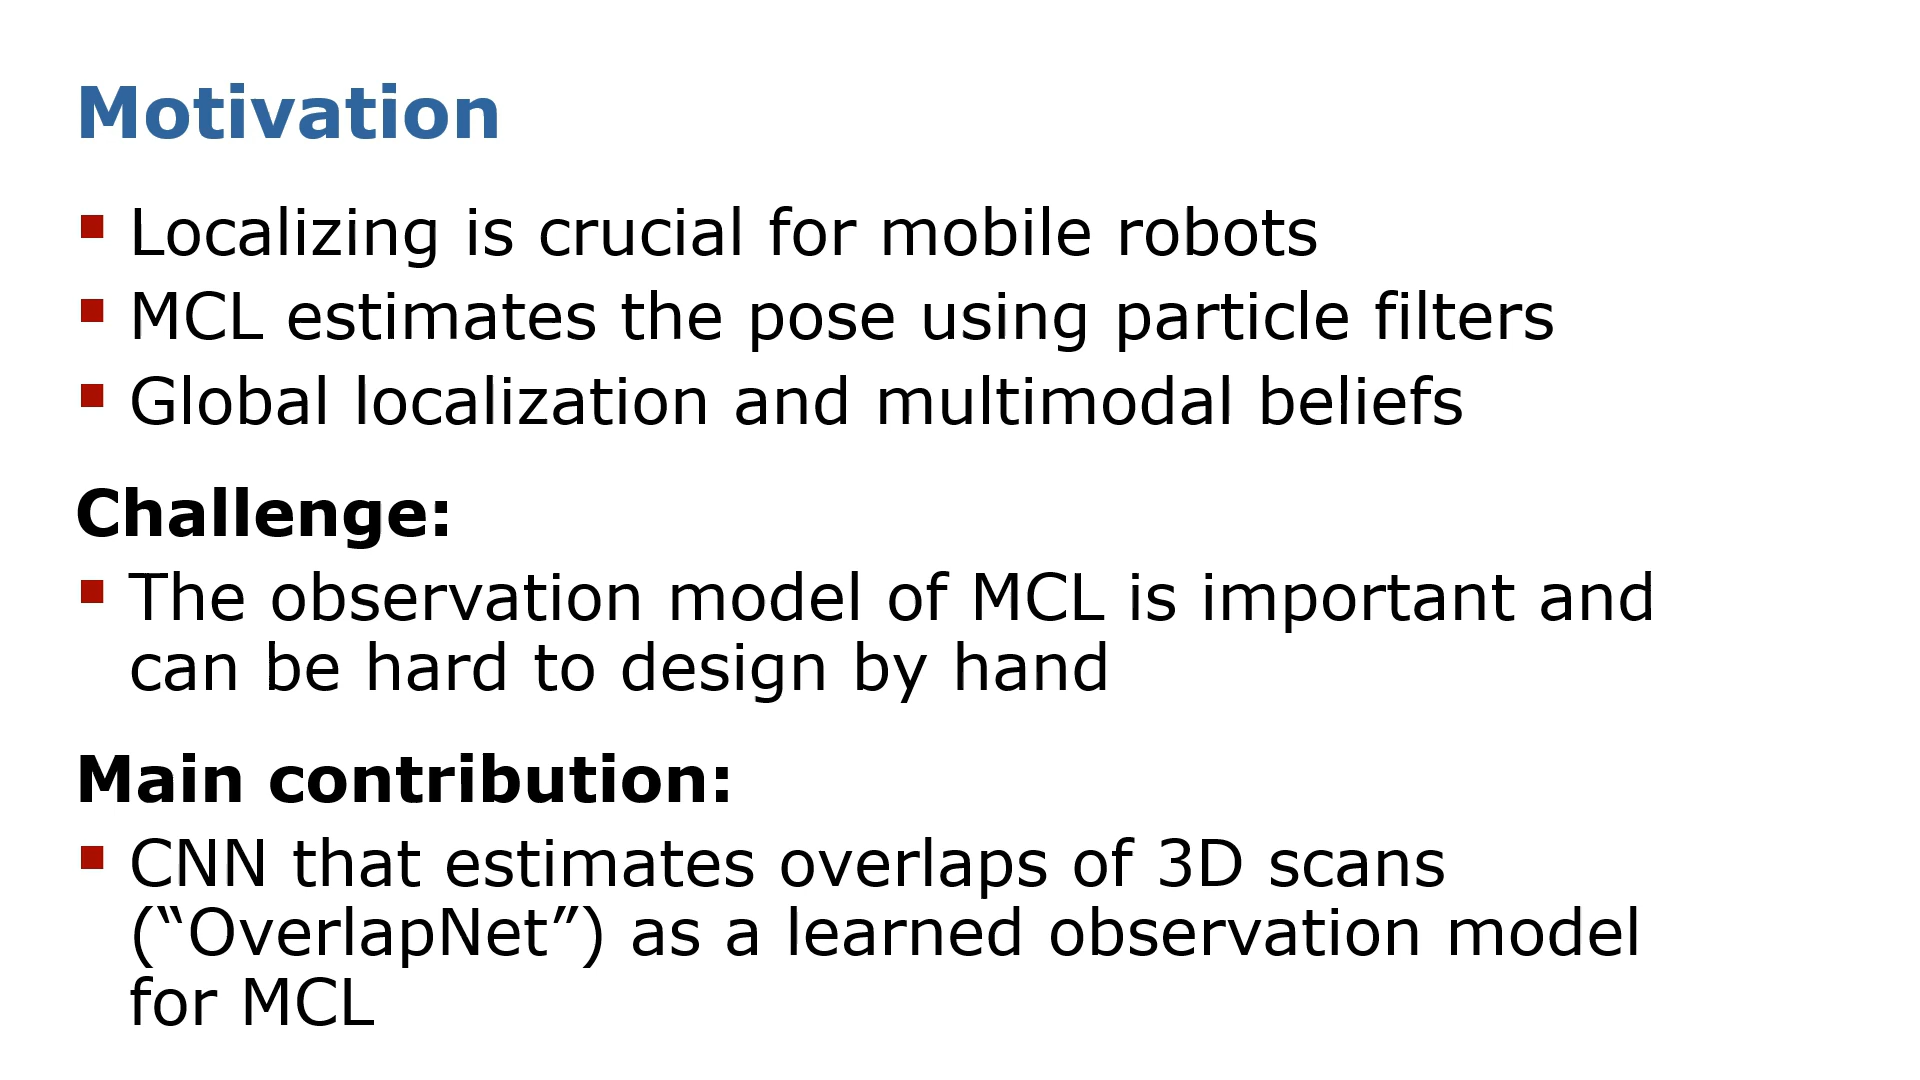 Motivation
Localizing is crucial for mobile robots
MCL estimates the pose using particle filters
Global localization and multimodal beliefs
Challenge:
The observation model of MCL is important and
can be hard to design by hand
Main contribution:
CNN that estimates overlaps of 3D scans
(“OverlapNet”) as a learned observation model
for MCL